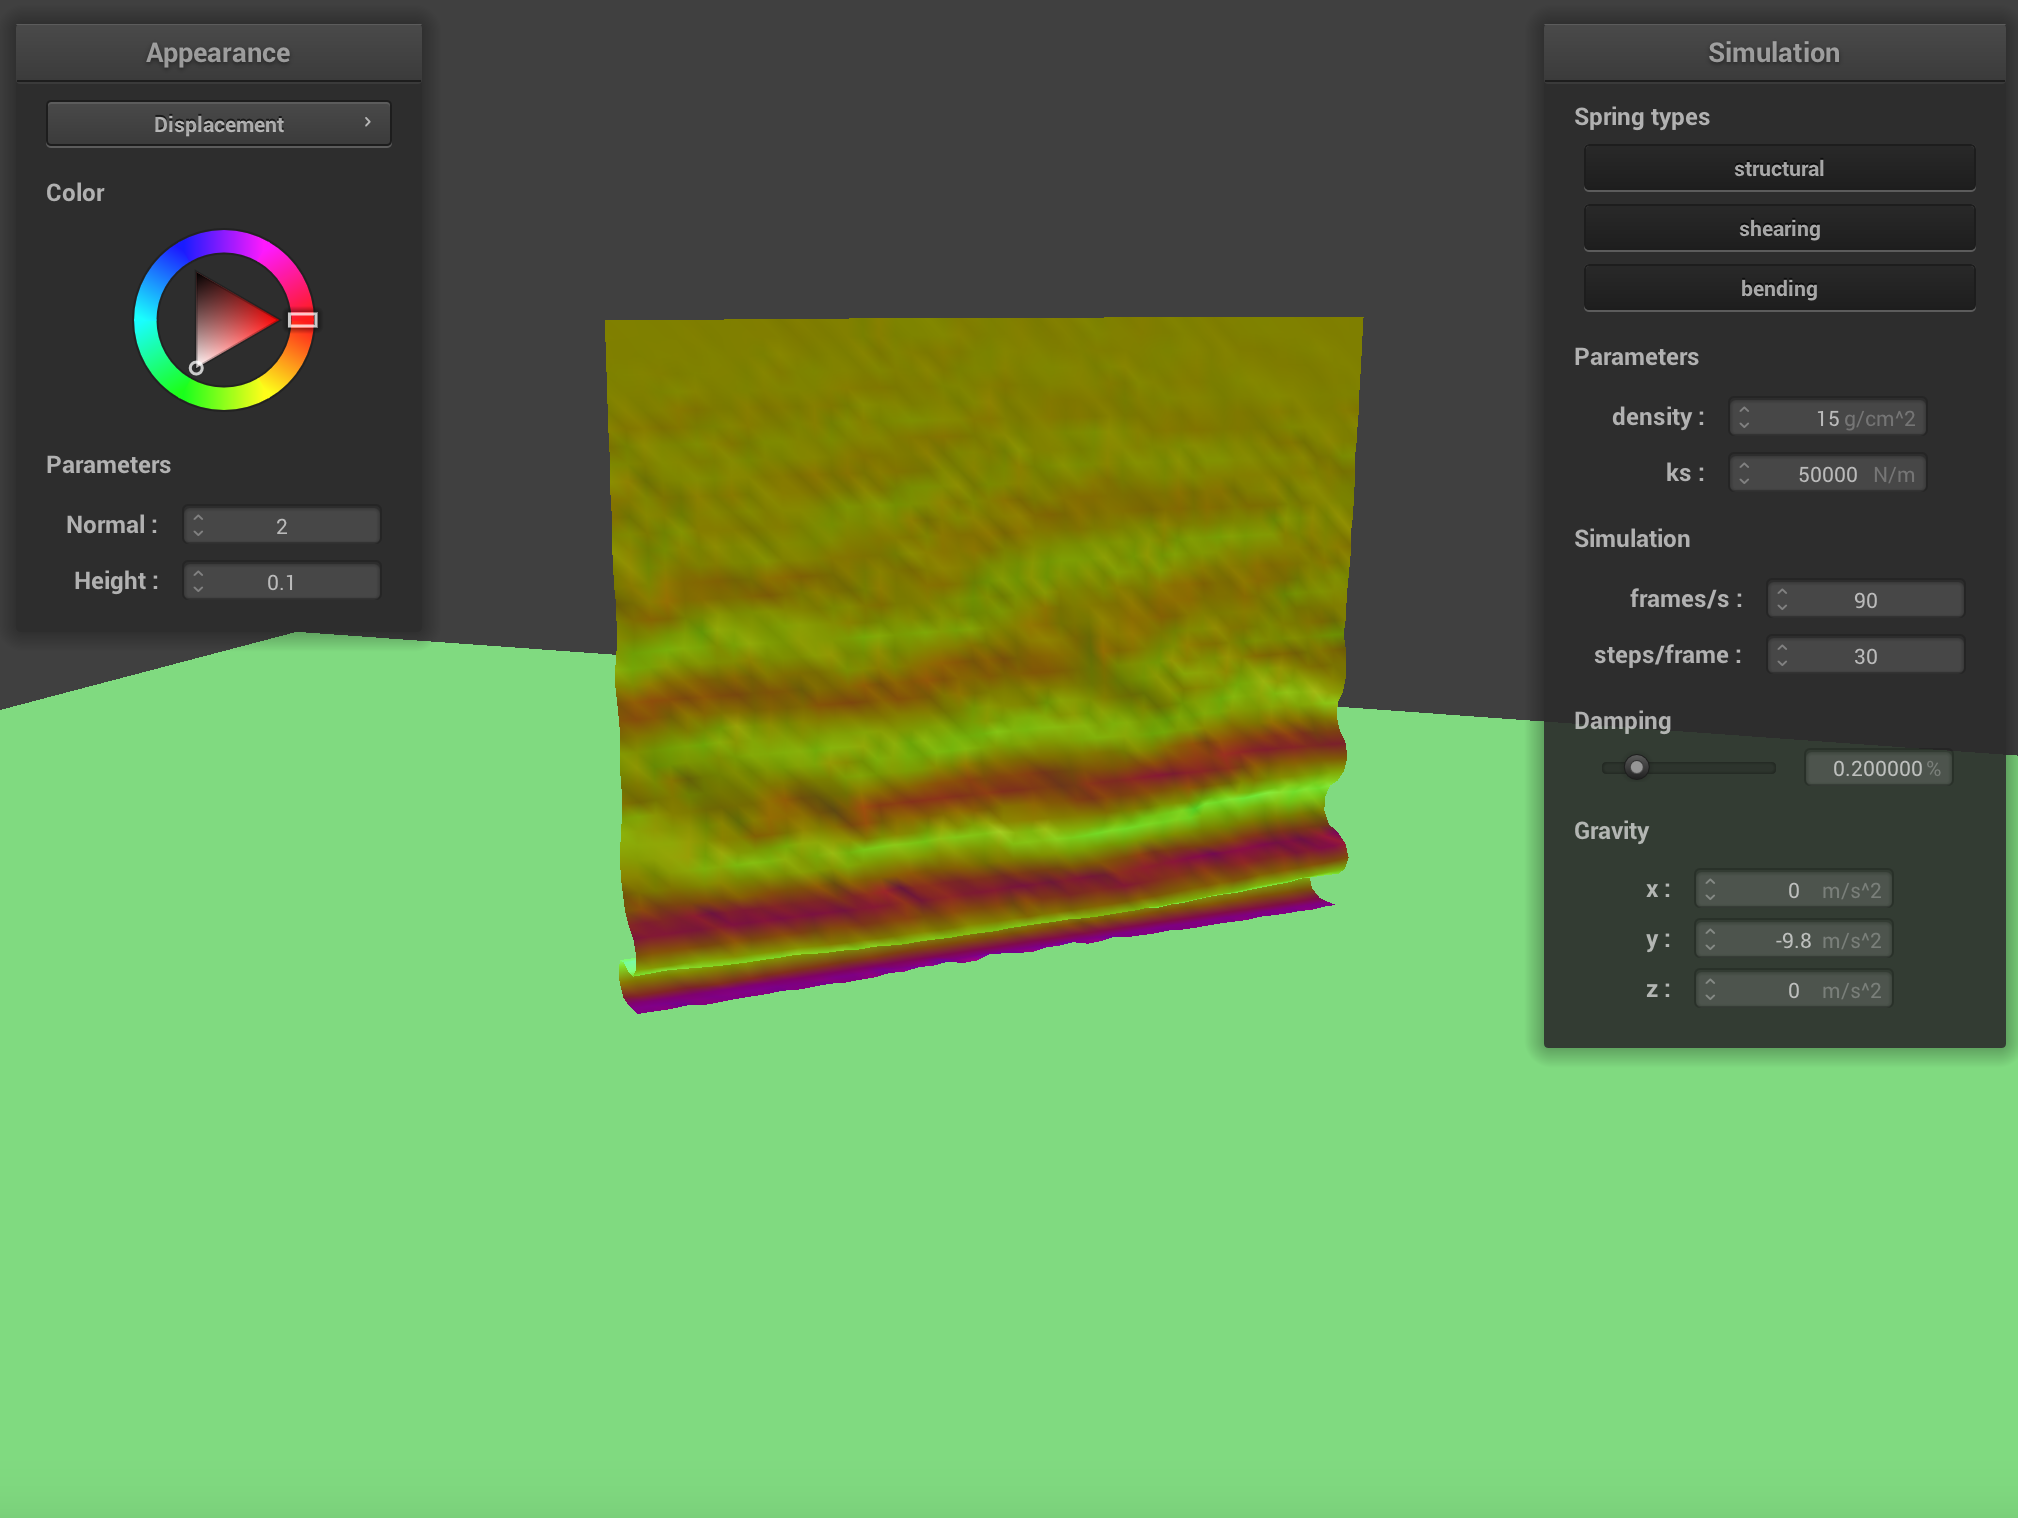 Appearance
Displacement
Color
Parameters
Normal : 2
Height : 0.1
Simulation
Spring types
structural
shearing
bending
Parameters
density : 15 g/cm^2
ks : 50000 N/m
Simulation
frames/s : 90
steps/frame : 30
Damping
0.200000 %
Gravity
x : 0 m/s^2
y : -9.8 m/s^2
z : 0 m/s^2